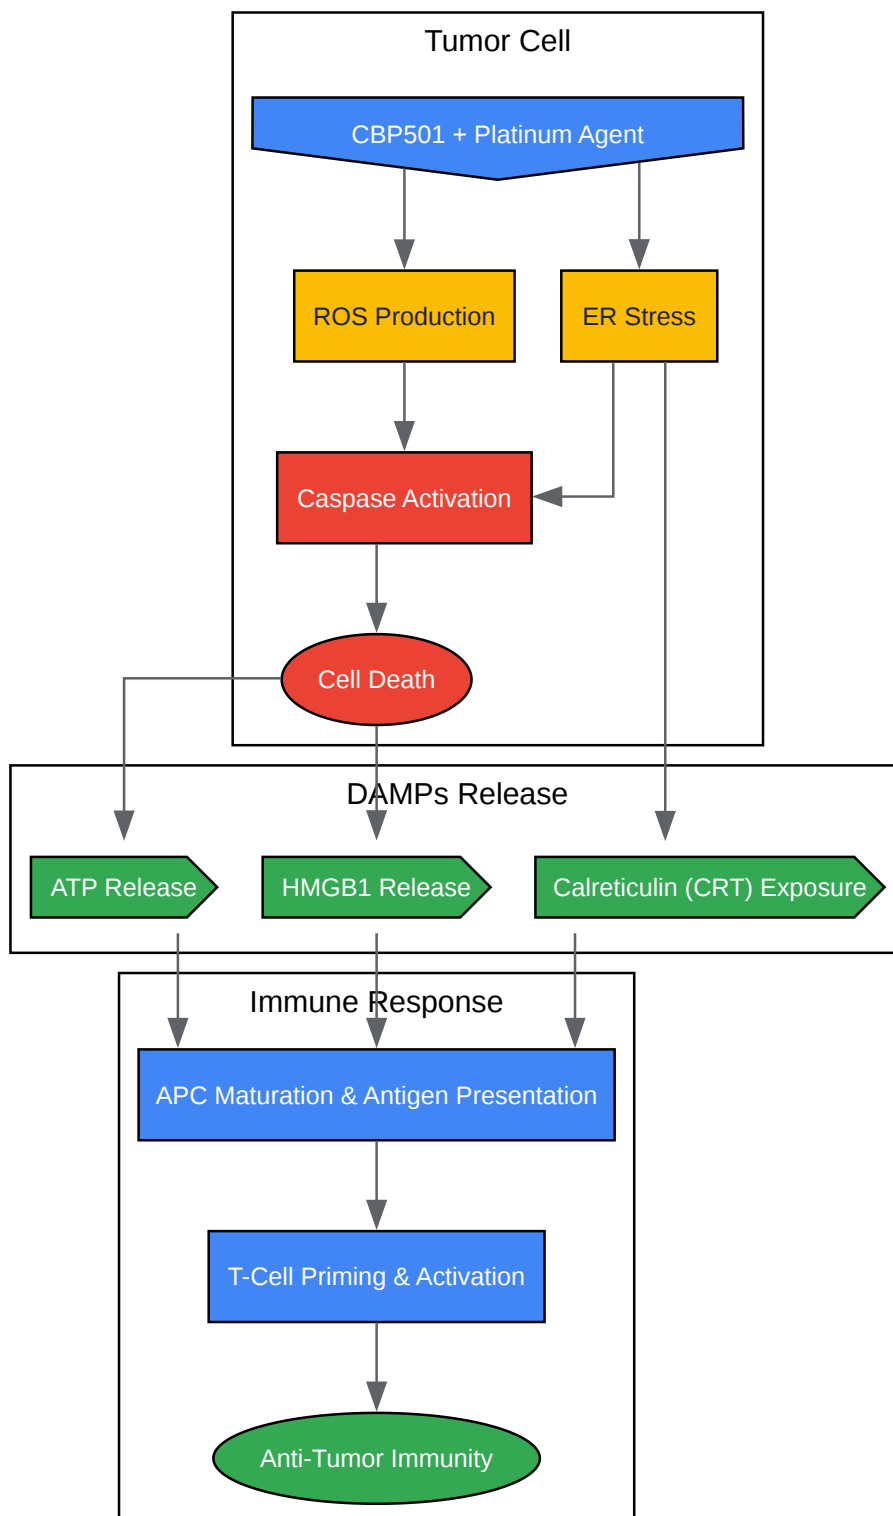 Tumor Cell
CBP501 + Platinum Agent
ROS Production
ER Stress
Caspase Activation
Cell Death
DAMPs Release
ATP Release
HMGB1 Release
Calreticulin (CRT) Exposure
Immune Response
APC Maturation & Antigen Presentation
T-Cell Priming & Activation
Anti-Tumor Immunity